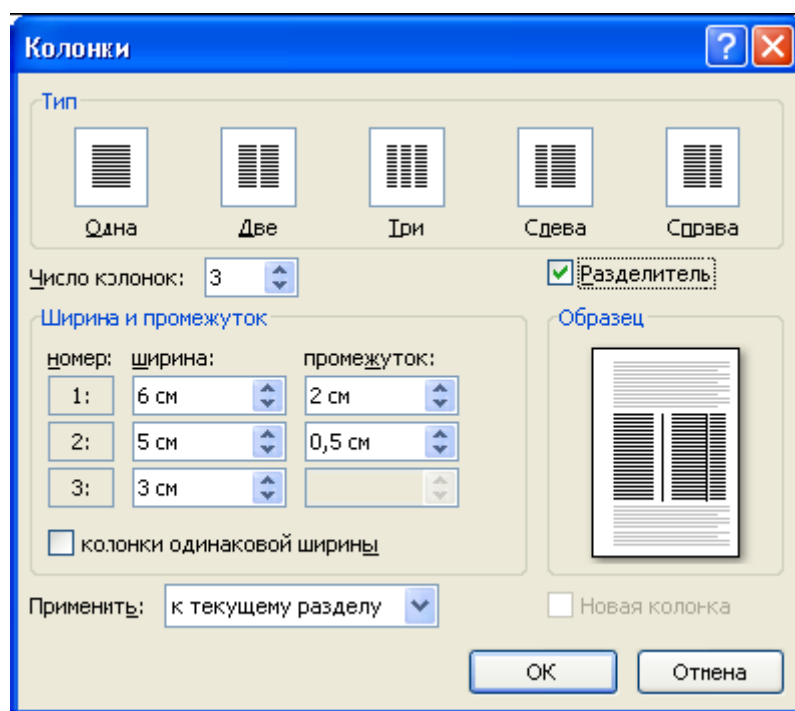 Колонки
Тип
Одна Две Три Слева Справа
Число колонок: 3 Разделитель
Ширина и промежуток Образец
номер: ширина: промежуток:
1: 6 см 2 см
2: 5 см 0,5 см
3: 3 см
колонки одинаковой ширины
Применить: к текущему разделу Новая колонка
ОК Отмена